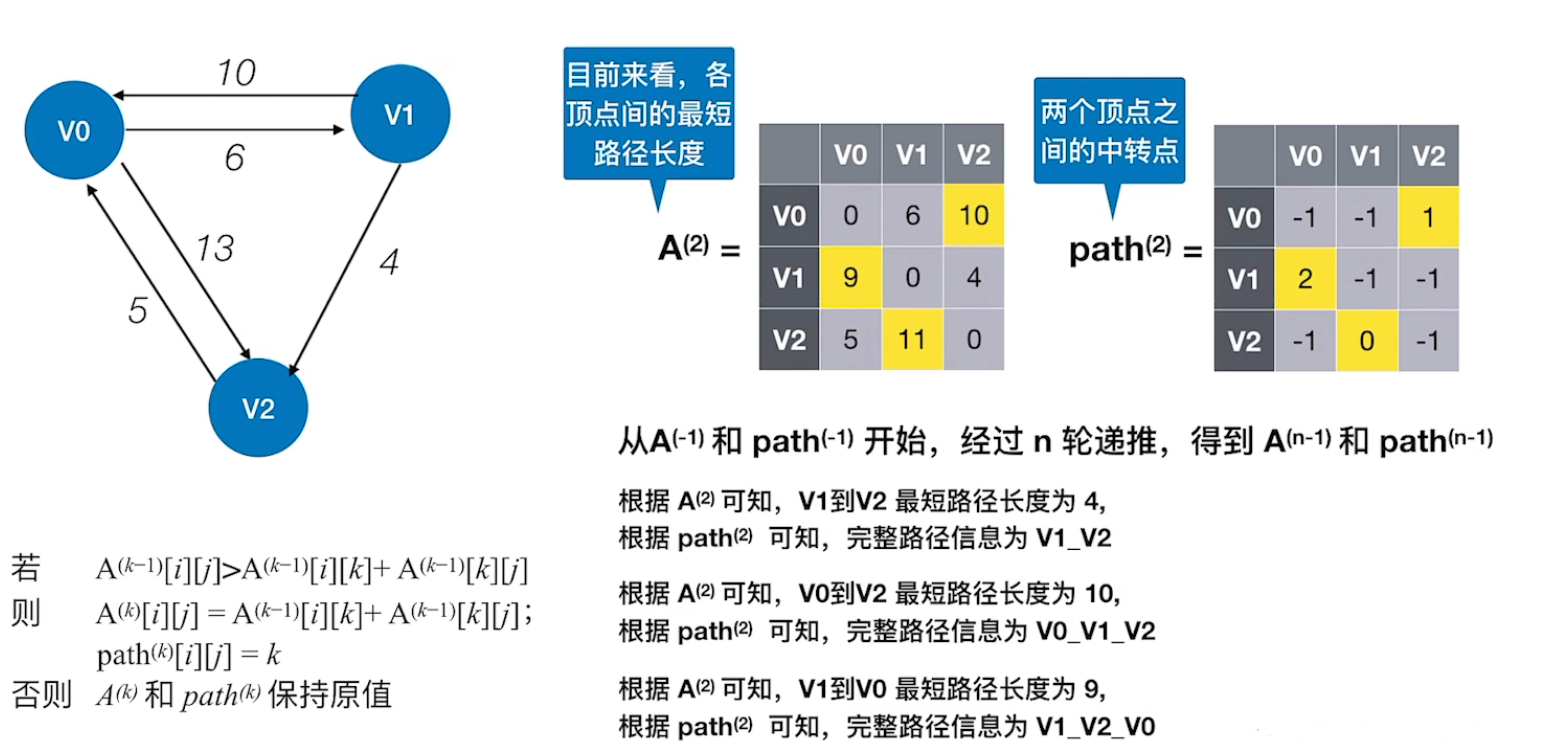 V0
V1
V2
10
6
13
4
5
目前来看，各
顶点间的最短
路径长度
A(2) =
V0 V1 V2
V0 0 6 10
V1 9 0 4
V2 5 11 0
两个顶点之
间的中转点
path(2) =
V0 V1 V2
V0 -1 -1 1
V1 2 -1 -1
V2 -1 0 -1
从A(-1) 和 path(-1) 开始，经过 n 轮递推，得到 A(n-1) 和 path(n-1)
根据 A(2) 可知，V1到V2 最短路径长度为 4,
根据 path(2) 可知，完整路径信息为 V1_V2
根据 A(2) 可知，V0到V2 最短路径长度为 10,
根据 path(2) 可知，完整路径信息为 V0_V1_V2
根据 A(2) 可知，V1到V0 最短路径长度为 9,
根据 path(2) 可知，完整路径信息为 V1_V2_V0
若 A(k−1)[i][j]>A(k−1)[i][k]+ A(k−1)[k][j]
则 A(k)[i][j] = A(k−1)[i][k]+ A(k−1)[k][j]；
path(k)[i][j] = k
否则 A(k) 和 path(k) 保持原值